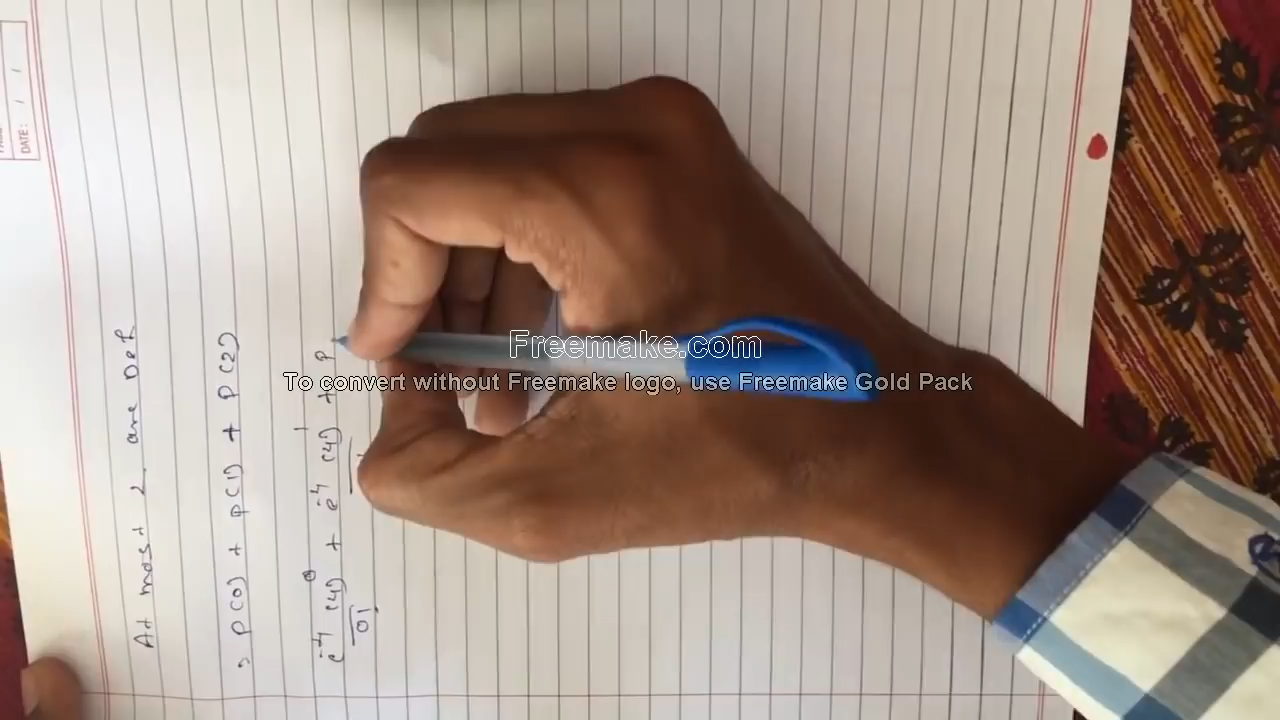 DATE: / /
At most 2 are Def
, P(0) + P(1) + P(2)
e⁻⁴ (4)⁰ + e⁻⁴ (4)¹ + P
0!
Freemake.com
To convert without Freemake logo, use Freemake Gold Pack